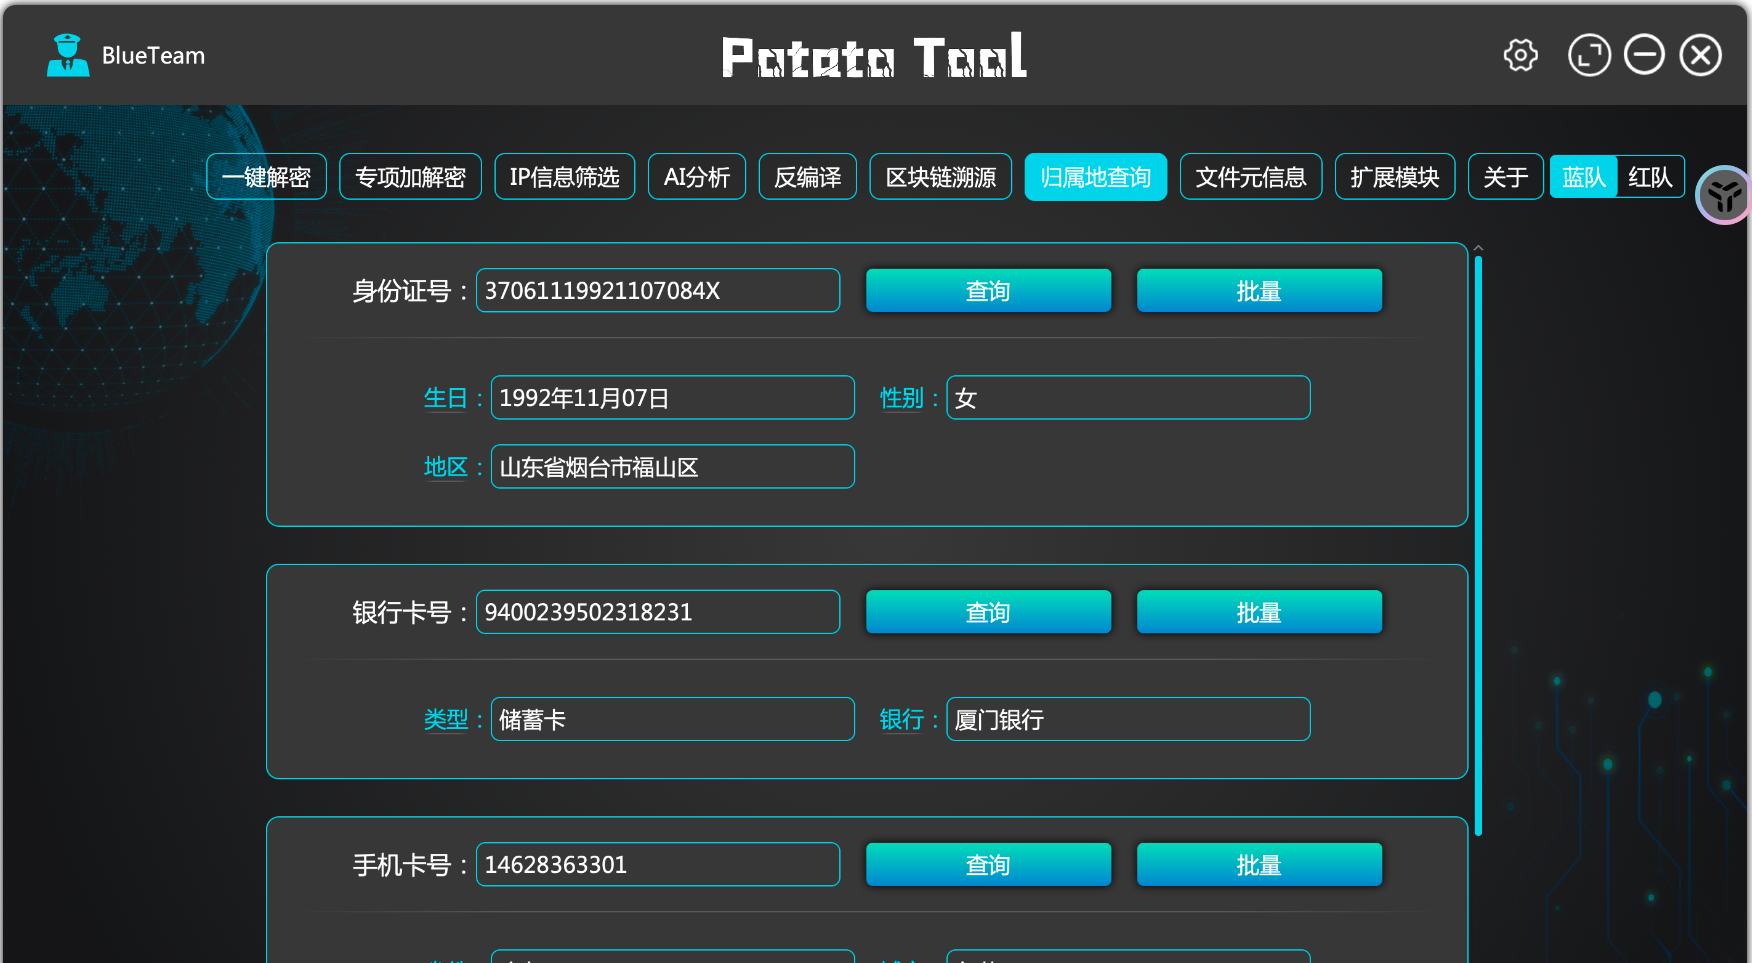 BlueTeam
Potato Tool
一键解密 专项加解密 IP信息筛选 AI分析 反编译 区块链溯源 归属地查询 文件元信息 扩展模块 关于 蓝队 红队
身份证号： 37061119921107084X 查询 批量
生日： 1992年11月07日 性别： 女
地区： 山东省烟台市福山区
银行卡号： 9400239502318231 查询 批量
类型： 储蓄卡 银行： 厦门银行
手机卡号： 14628363301 查询 批量